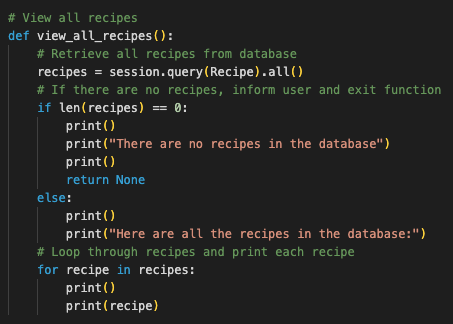 # View all recipes
def view_all_recipes():
    # Retrieve all recipes from database
    recipes = session.query(Recipe).all()
    # If there are no recipes, inform user and exit function
    if len(recipes) == 0:
        print()
        print("There are no recipes in the database")
        print()
        return None
    else:
        print()
        print("Here are all the recipes in the database:")
    # Loop through recipes and print each recipe
    for recipe in recipes:
        print()
        print(recipe)